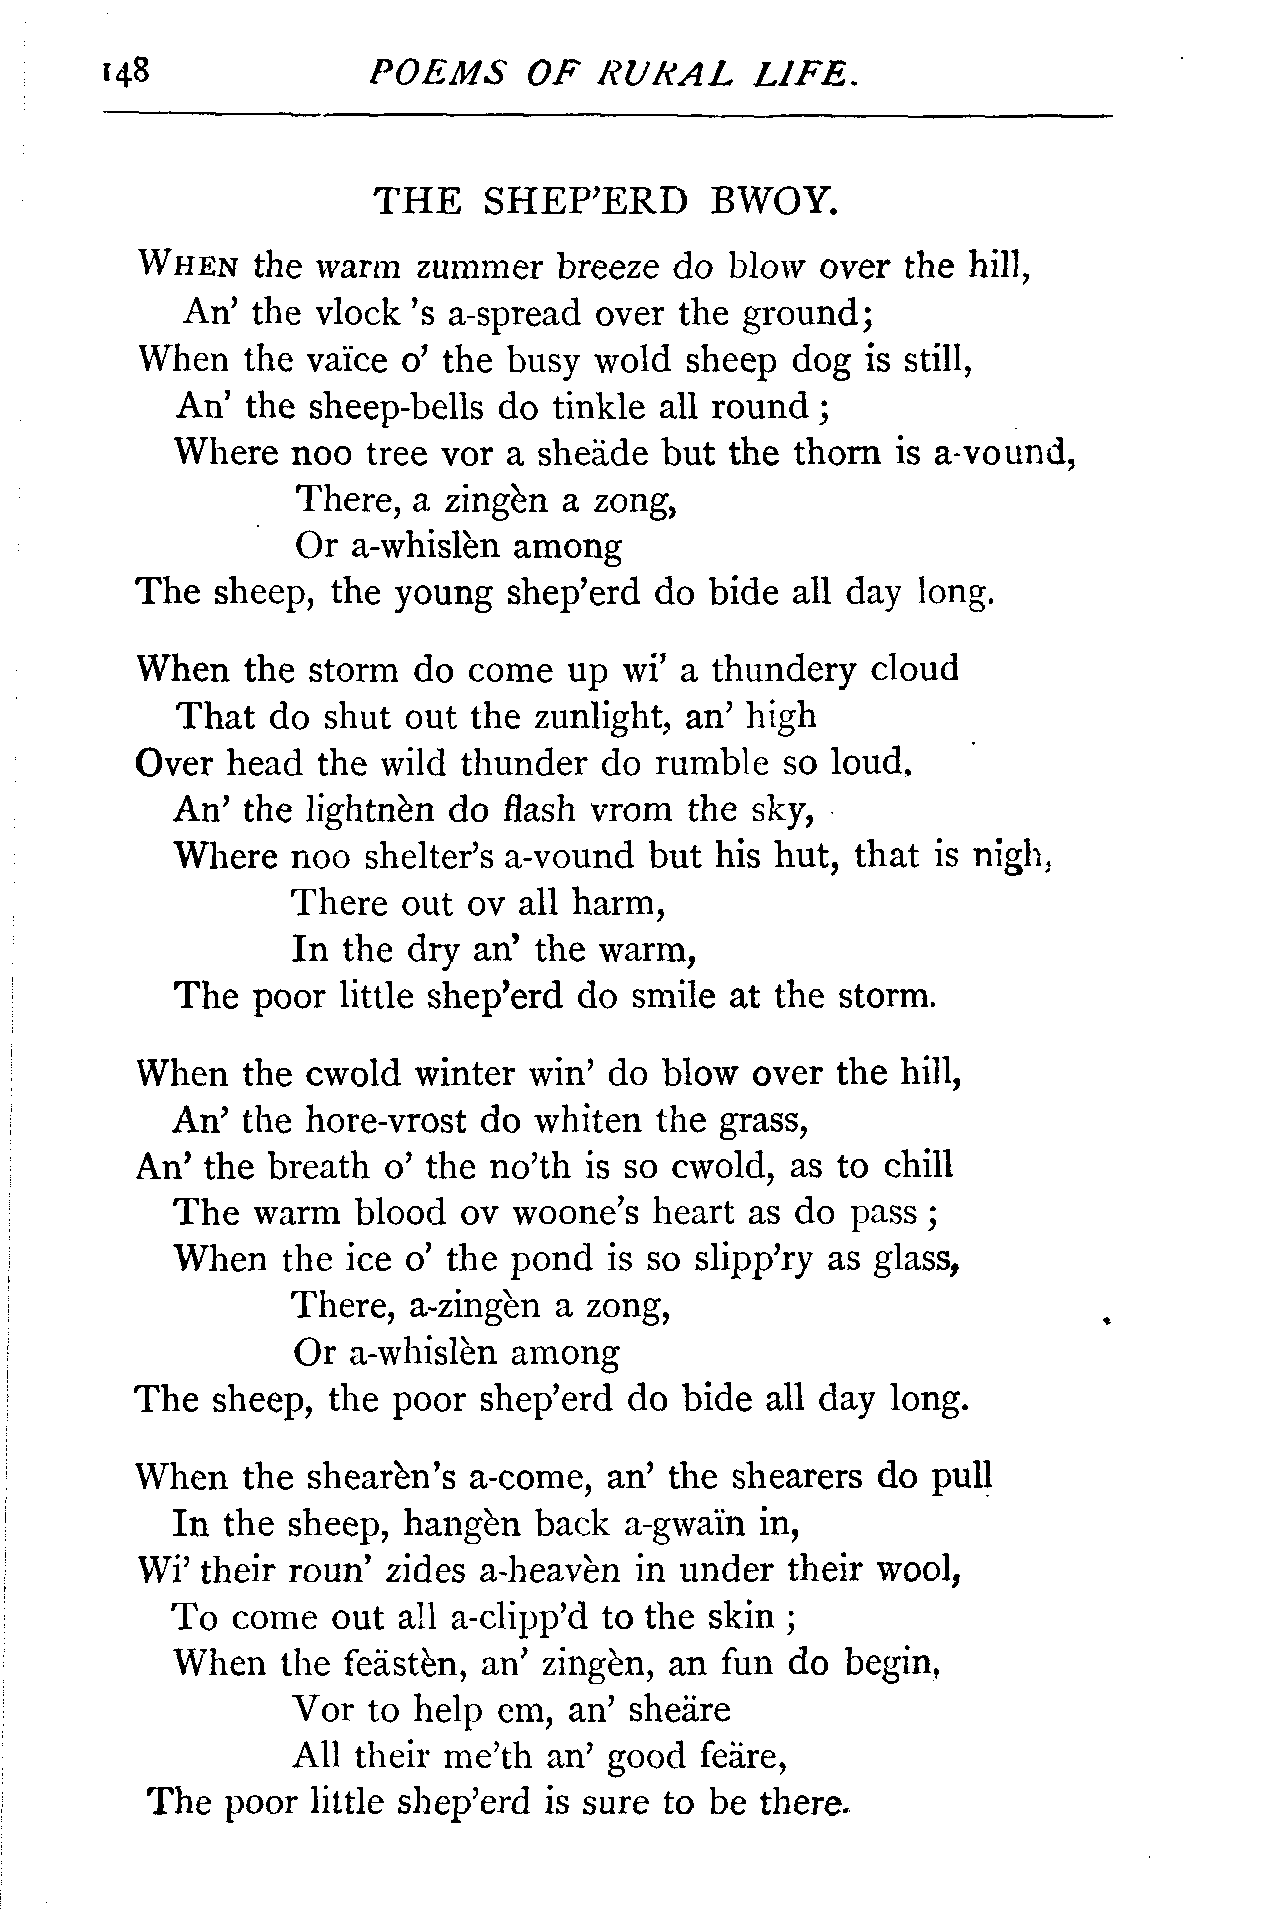 148 POEMS OF RURAL LIFE.
THE SHEP'ERD BWOY.
WHEN the warm zummer breeze do blow over the hill,
An' the vlock 's a-spread over the ground;
When the vaïce o' the busy wold sheep dog is still,
An' the sheep-bells do tinkle all round ;
Where noo tree vor a sheäde but the thorn is a-vound,
There, a zingèn a zong,
Or a-whislèn among
The sheep, the young shep'erd do bide all day long.
When the storm do come up wi' a thundery cloud
That do shut out the zunlight, an' high
Over head the wild thunder do rumble so loud.
An' the lightnèn do flash vrom the sky,
Where noo shelter's a-vound but his hut, that is nigh,
There out ov all harm,
In the dry an' the warm,
The poor little shep'erd do smile at the storm.
When the cwold winter win' do blow over the hill,
An' the hore-vrost do whiten the grass,
An' the breath o' the no'th is so cwold, as to chill
The warm blood ov woone's heart as do pass ;
When the ice o' the pond is so slipp'ry as glass,
There, a-zingèn a zong,
Or a-whislèn among
The sheep, the poor shep'erd do bide all day long.
When the shearèn's a-come, an' the shearers do pull
In the sheep, hangèn back a-gwaïn in,
Wi' their roun' zides a-heavèn in under their wool,
To come out all a-clipp'd to the skin ;
When the feästèn, an' zingèn, an fun do begin,
Vor to help em, an' sheäre
All their me'th an' good feäre,
The poor little shep'erd is sure to be there.